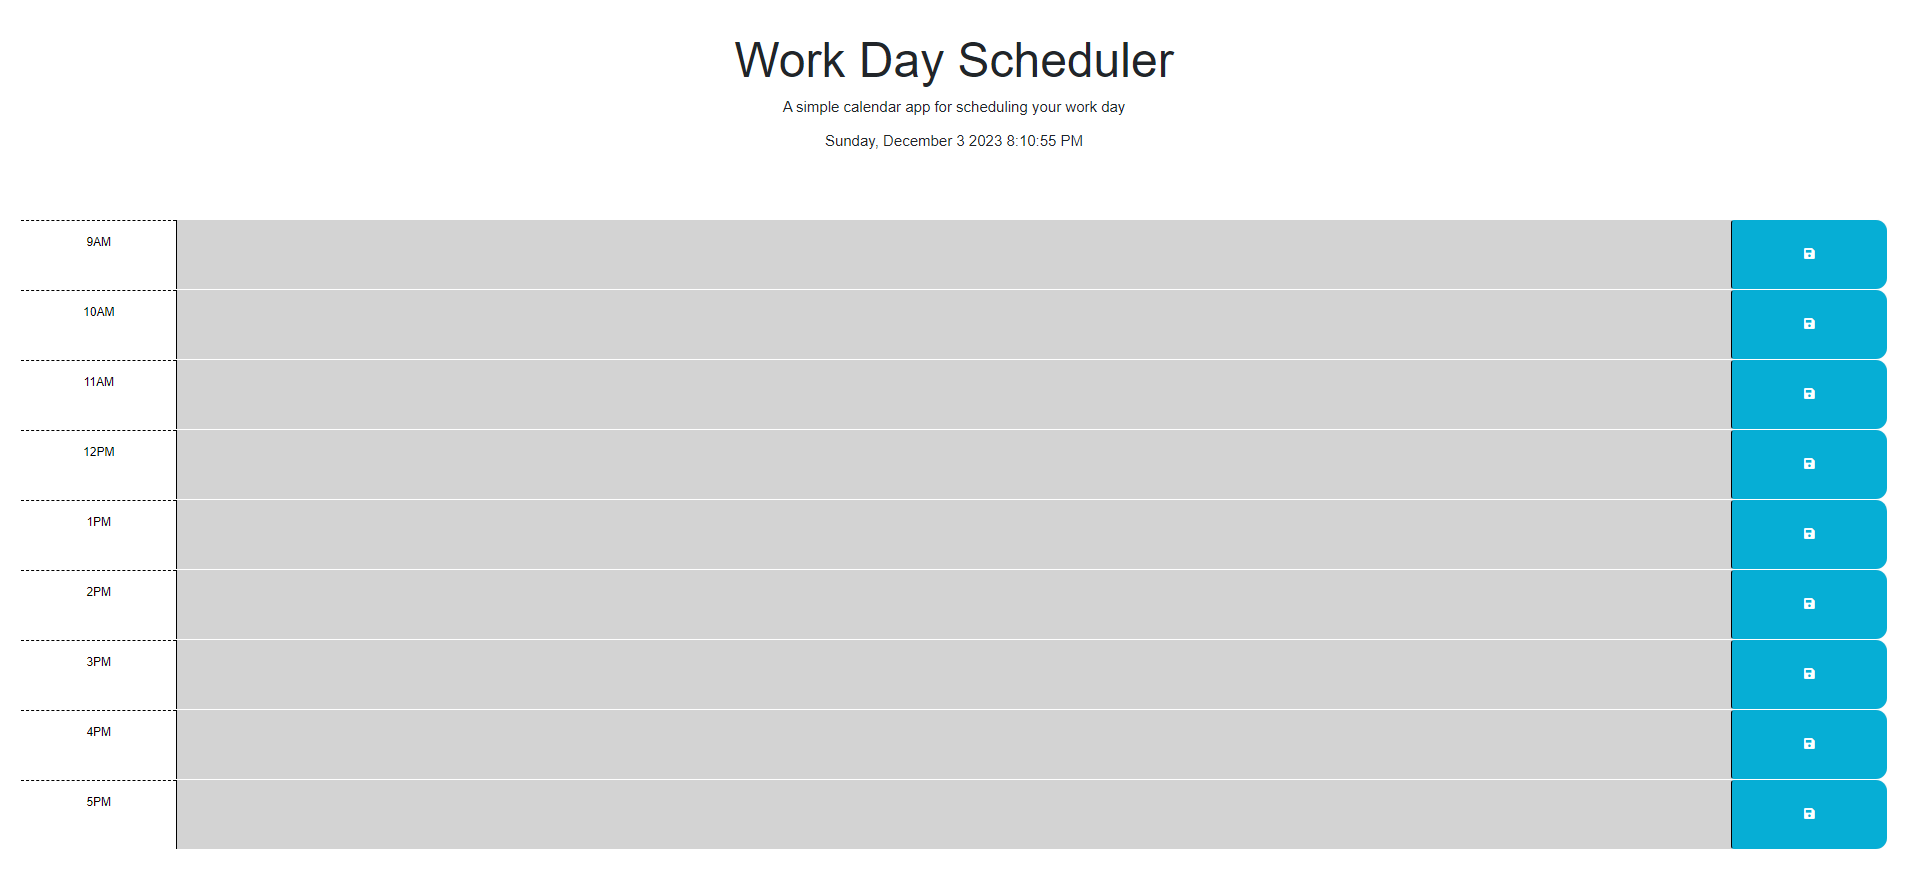 Work Day Scheduler
A simple calendar app for scheduling your work day
Sunday, December 3 2023 8:10:55 PM
9AM
10AM
11AM
12PM
1PM
2PM
3PM
4PM
5PM